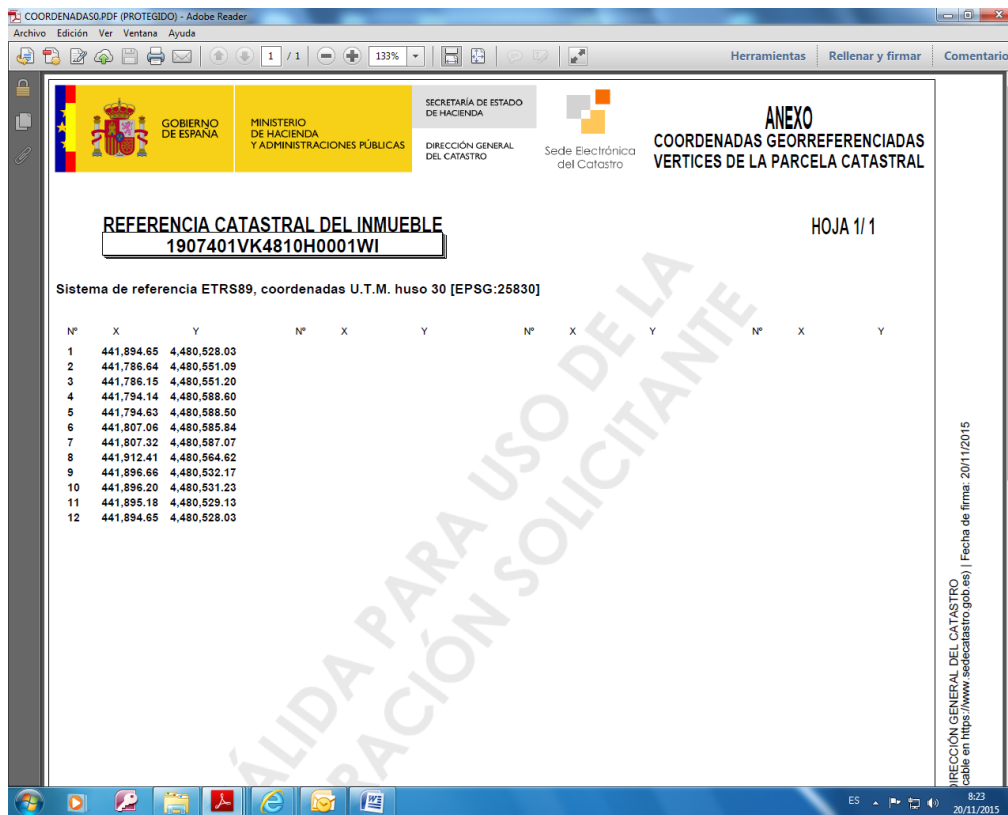 COORDENADAS0.PDF (PROTEGIDO) - Adobe Reader
Archivo Edición Ver Ventana Ayuda
1 / 1 133% Herramientas Rellenar y firmar Comentario
GOBIERNO
DE ESPAÑA
MINISTERIO
DE HACIENDA
Y ADMINISTRACIONES PÚBLICAS
SECRETARÍA DE ESTADO
DE HACIENDA
DIRECCIÓN GENERAL
DEL CATASTRO
Sede Electrónica
del Catastro
ANEXO
COORDENADAS GEORREFERENCIADAS
VERTICES DE LA PARCELA CATASTRAL
REFERENCIA CATASTRAL DEL INMUEBLE
1907401VK4810H0001WI
HOJA 1/ 1
Sistema de referencia ETRS89, coordenadas U.T.M. huso 30 [EPSG:25830]
Nº X Y Nº X Y Nº X Y Nº X Y
1 441,894.65 4,480,528.03
2 441,786.64 4,480,551.09
3 441,786.15 4,480,551.20
4 441,794.14 4,480,588.60
5 441,794.63 4,480,588.50
6 441,807.06 4,480,585.84
7 441,807.32 4,480,587.07
8 441,912.41 4,480,564.62
9 441,896.66 4,480,532.17
10 441,896.20 4,480,531.23
11 441,895.18 4,480,529.13
12 441,894.65 4,480,528.03
ÁLIDA PARA USO DE LA
RACIÓN SOLICITANTE
DIRECCIÓN GENERAL DEL CATASTRO
cable en https://www.sedecatastro.gob.es) | Fecha de firma: 20/11/2015
ES 8:23
20/11/2015